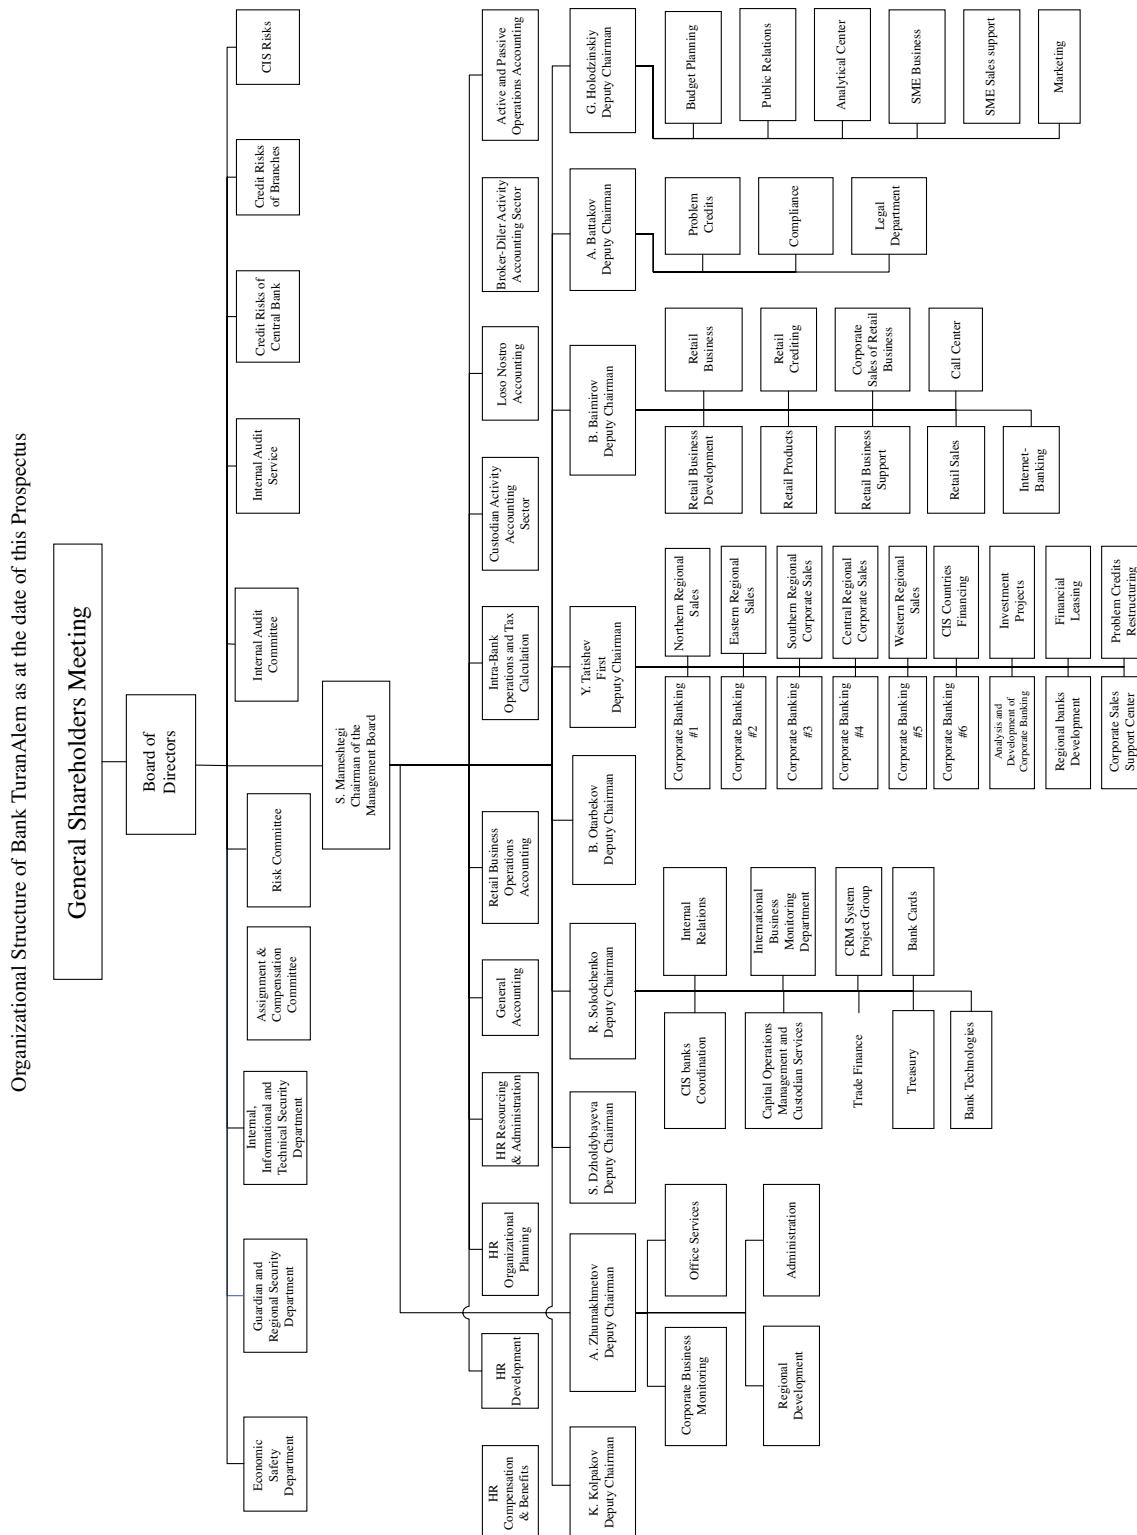 Organizational Structure of Bank TuranAlem as at the date of this Prospectus
General Shareholders Meeting
Board of
Directors
Economic
Safety
Department
Guardian and
Regional Security
Department
Internal,
Informational and
Technical Security
Department
Assignment &
Compensation
Committee
Risk Committee
Internal Audit
Committee
Internal Audit
Service
Credit Risks of
Central Bank
Credit Risks
of Branches
CIS Risks
S. Mameshtegi
Chairman of the
Management Board
HR
Compensation
& Benefits
HR
Development
HR
Organizational
Planning
HR Resourcing
& Administration
General
Accounting
Retail Business
Operations
Accounting
Intra-Bank
Operations and Tax
Calculation
Custodian Activity
Accounting
Sector
Loso Nostro
Accounting
Broker-Diler Activity
Accounting Sector
Active and Passive
Operations Accounting
K. Kolpakov
Deputy Chairman
A. Zhumakhmetov
Deputy Chairman
S. Dzholdybayeva
Deputy Chairman
R. Solodchenko
Deputy Chairman
B. Otarbekov
Deputy Chairman
Y. Tatishev
First
Deputy Chairman
B. Baimirov
Deputy Chairman
A. Battakov
Deputy Chairman
G. Holodzinskiy
Deputy Chairman
Corporate Business
Monitoring
Office Services
Regional
Development
Administration
CIS banks
Coordination
Internal
Relations
Capital Operations
Management and
Custodian Services
International
Business
Monitoring
Department
Trade Finance
CRM System
Project Group
Treasury
Bank Cards
Bank Technologies
Corporate Banking
#1
Northern Regional
Sales
Corporate Banking
#2
Eastern Regional
Sales
Corporate Banking
#3
Southern Regional
Corporate Sales
Corporate Banking
#4
Central Regional
Corporate Sales
Corporate Banking
#5
Western Regional
Sales
Corporate Banking
#6
CIS Countries
Financing
Analysis and
Development of
Corporate Banking
Investment
Projects
Regional banks
Development
Financial
Leasing
Corporate Sales
Support Center
Problem Credits
Restructuring
Retail Business
Development
Retail
Business
Retail Products
Retail
Crediting
Retail Business
Support
Corporate
Sales of Retail
Business
Retail Sales
Call Center
Internet-
Banking
Problem
Credits
Compliance
Legal
Department
Budget Planning
Public Relations
Analytical Center
SME Business
SME Sales support
Marketing